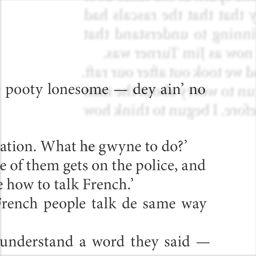 pooty lonesome — dey ain' no
ation. What he gwyne to do?'
e of them gets on the police, and
e how to talk French.'
French people talk de same way
understand a word they said —